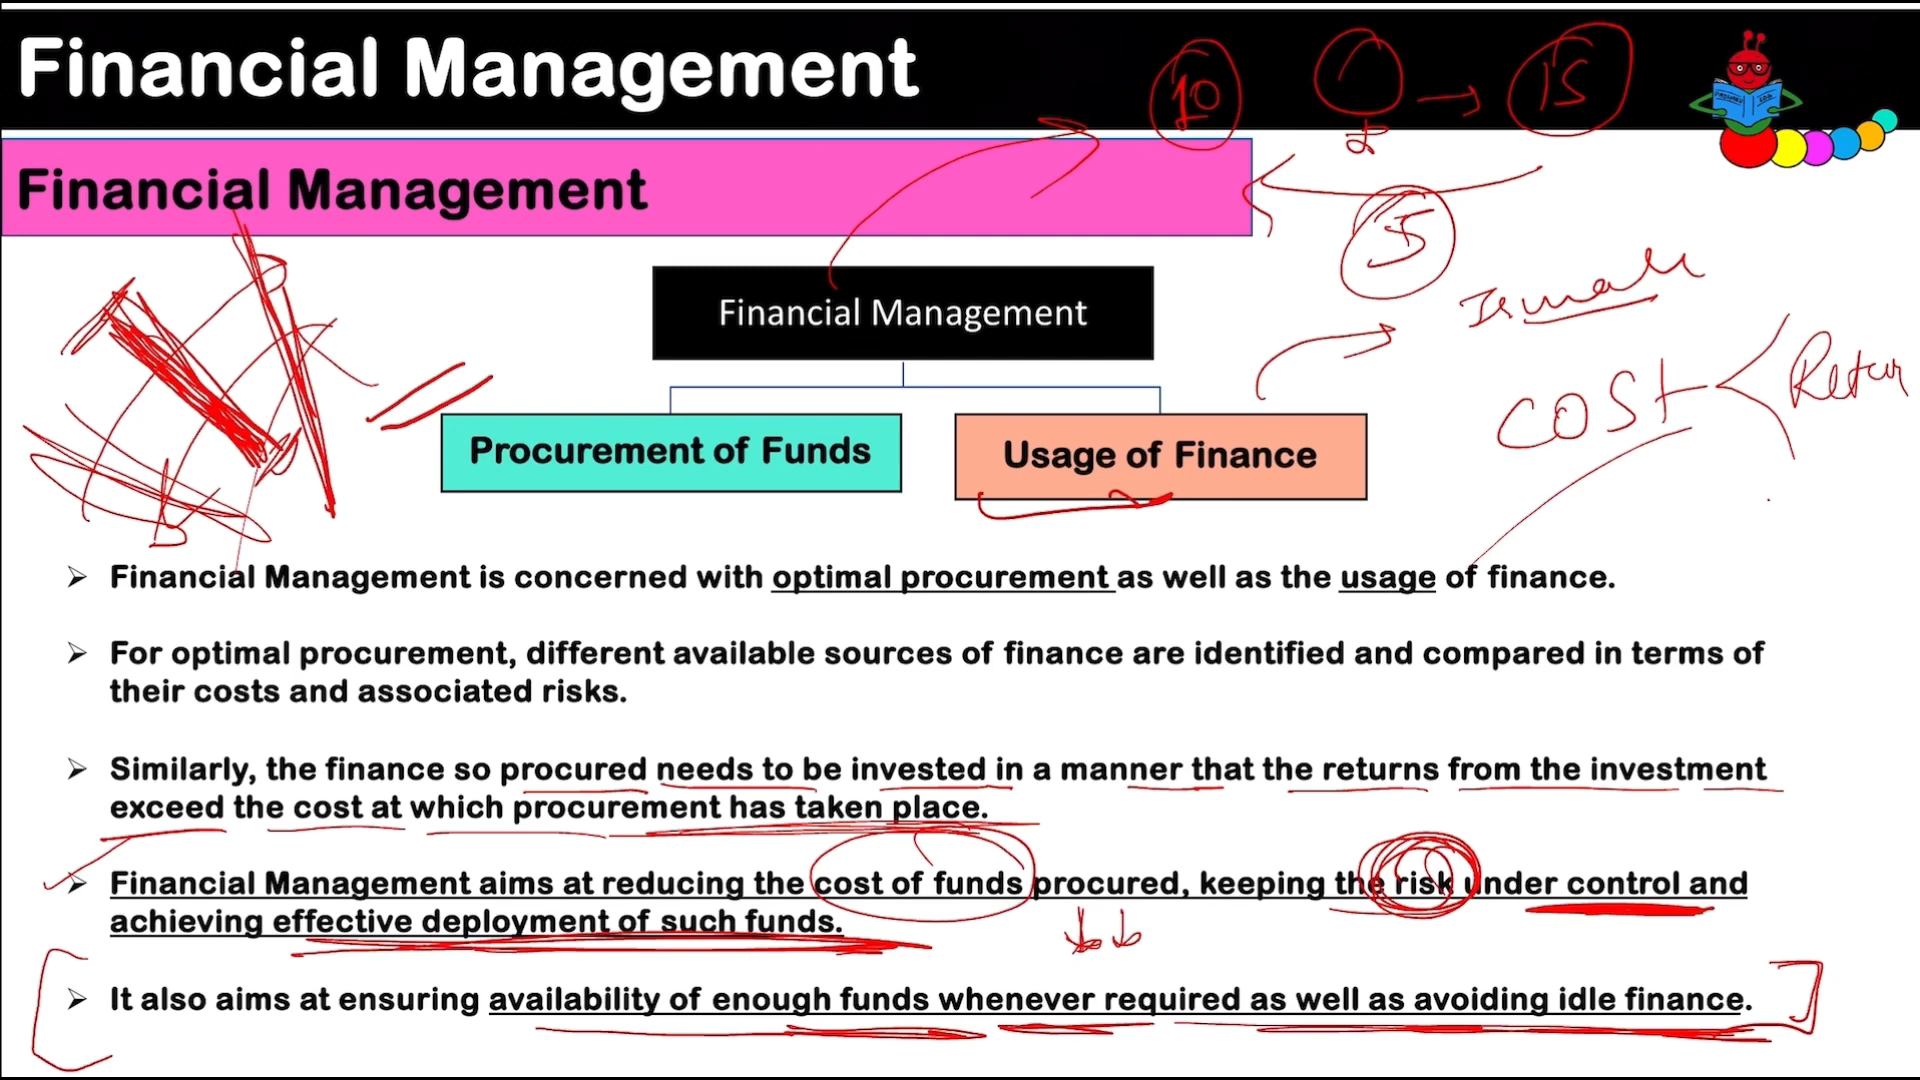 Financial Management
10
15
Financial Management
5
Financial Management
COST
Return
Procurement of Funds
Usage of Finance
➢ Financial Management is concerned with optimal procurement as well as the usage of finance.
➢ For optimal procurement, different available sources of finance are identified and compared in terms of
their costs and associated risks.
➢ Similarly, the finance so procured needs to be invested in a manner that the returns from the investment
exceed the cost at which procurement has taken place.
➢ Financial Management aims at reducing the cost of funds procured, keeping the risk under control and
achieving effective deployment of such funds.
➢ It also aims at ensuring availability of enough funds whenever required as well as avoiding idle finance.